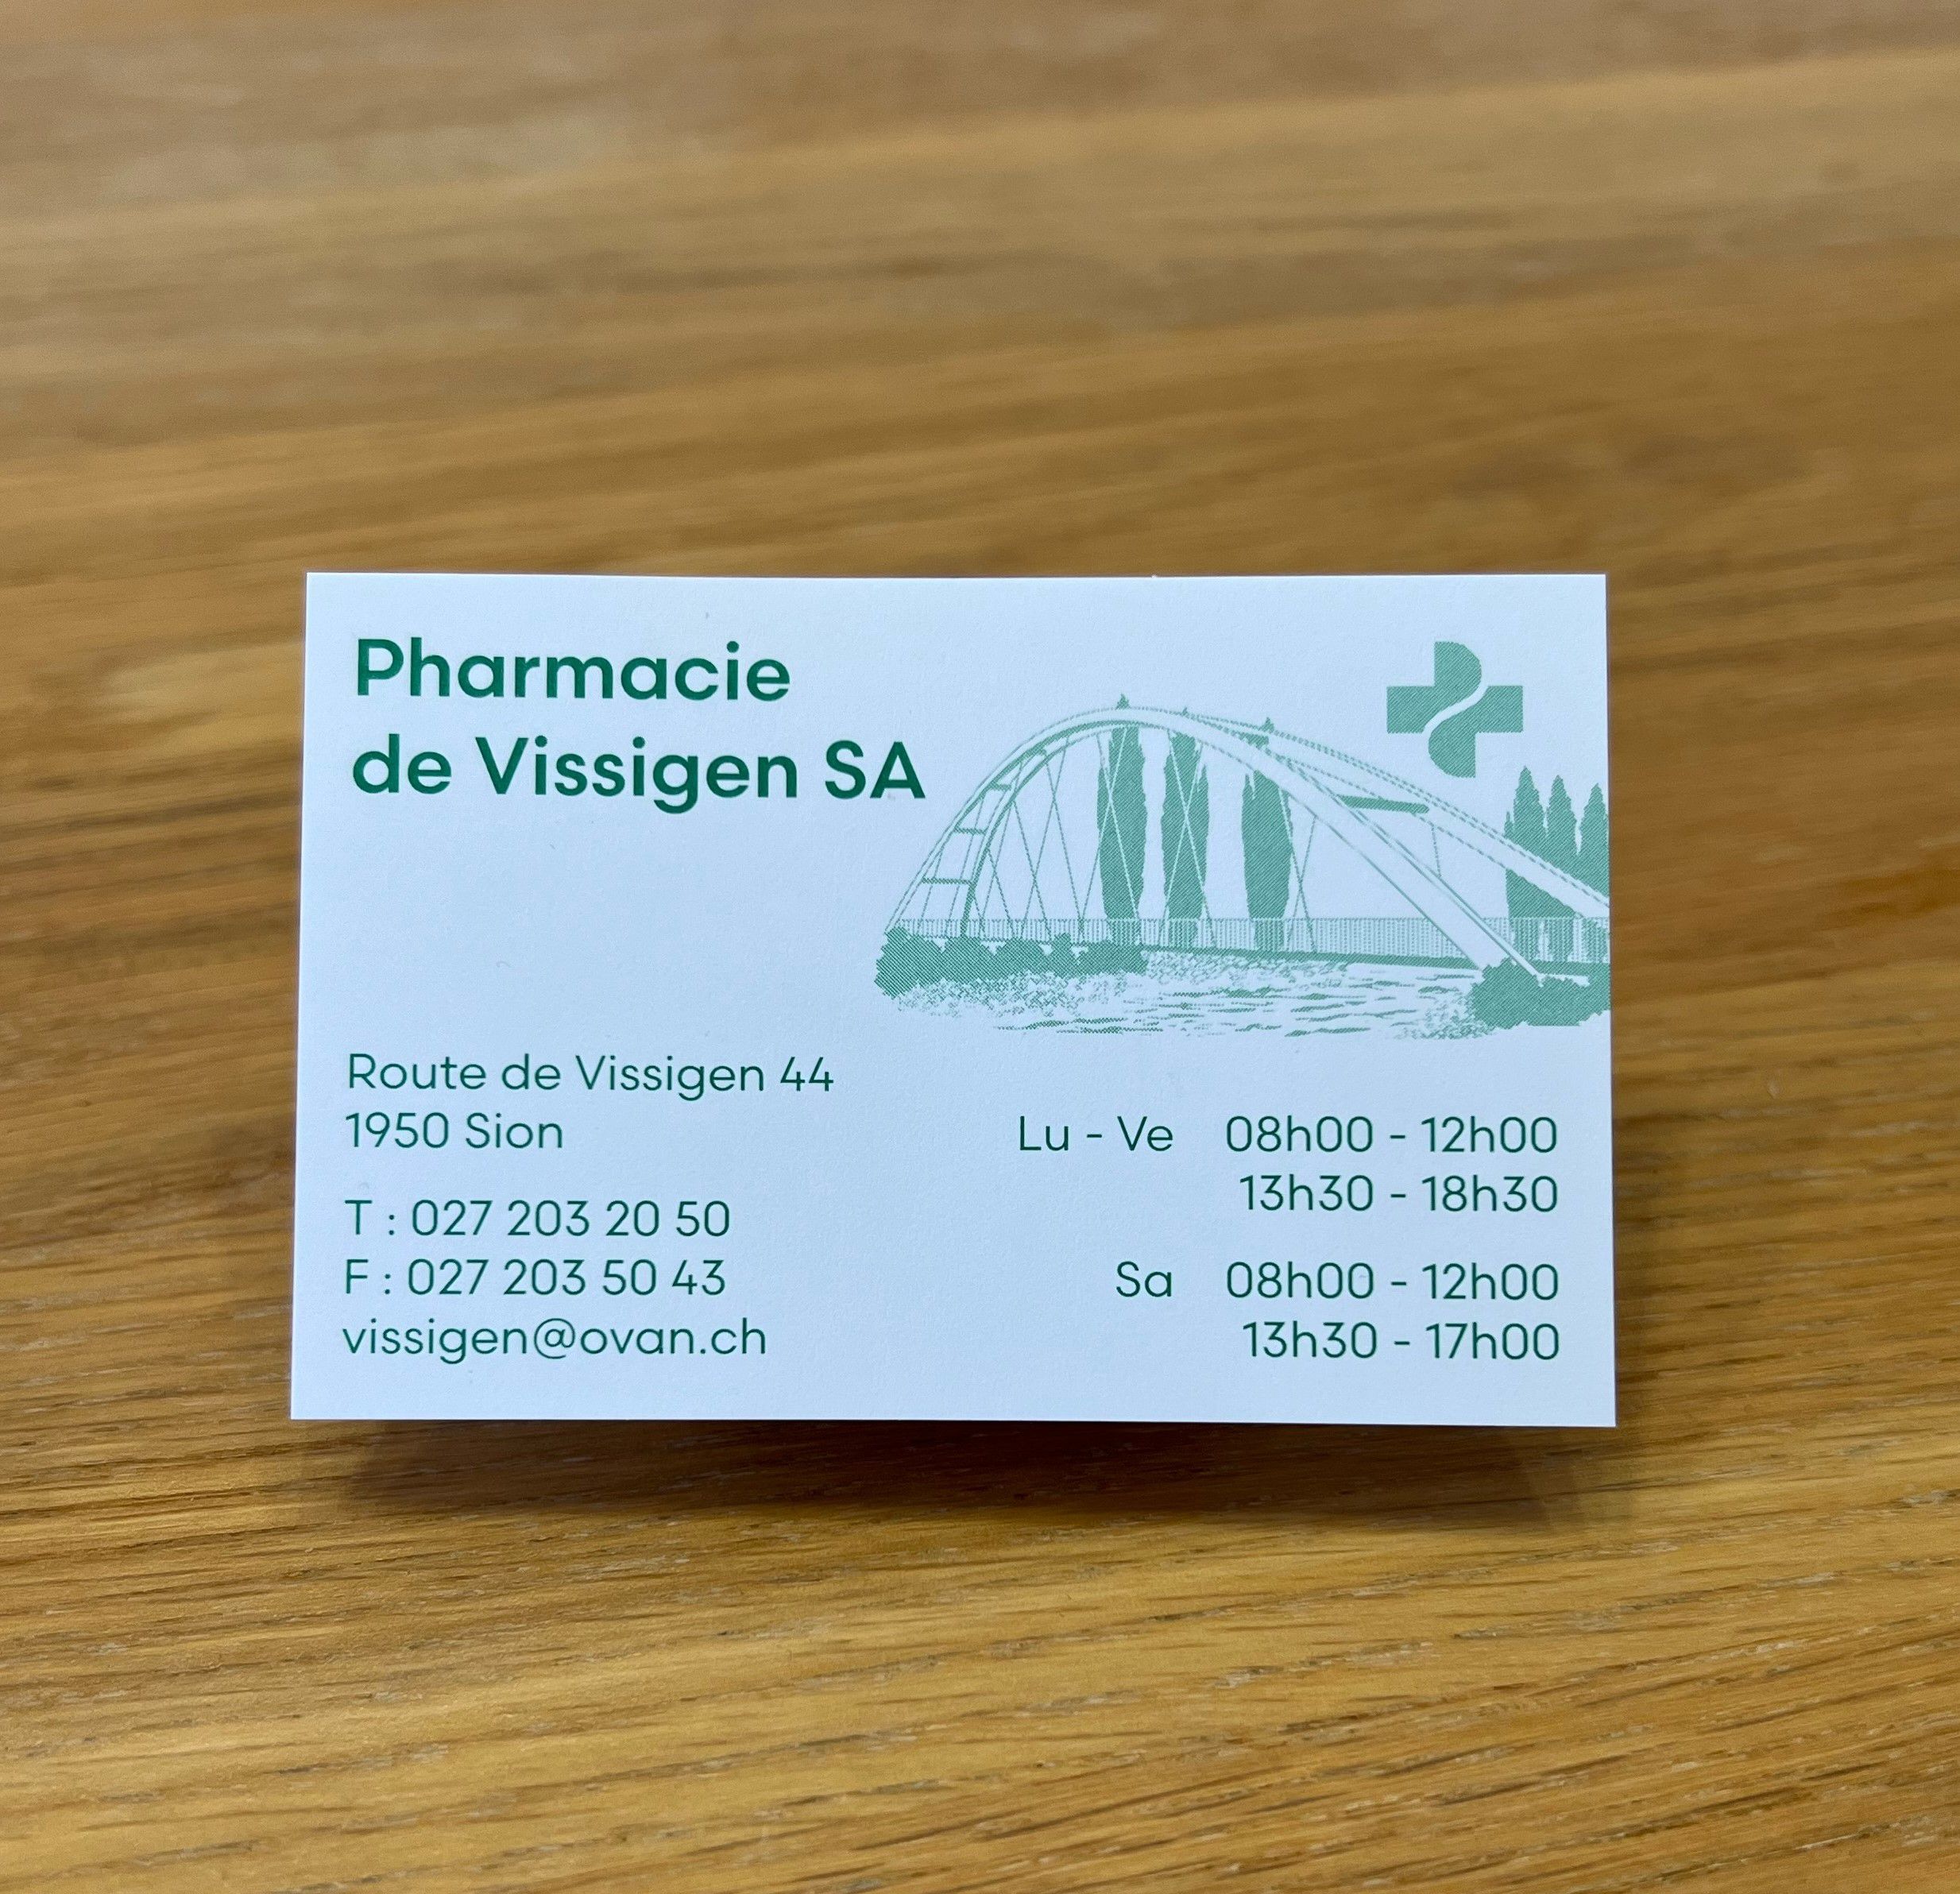 Pharmacie
de Vissigen SA
Route de Vissigen 44
1950 Sion
T : 027 203 20 50
F : 027 203 50 43
vissigen@ovan.ch
Lu - Ve 08h00 - 12h00
13h30 - 18h30
Sa 08h00 - 12h00
13h30 - 17h00